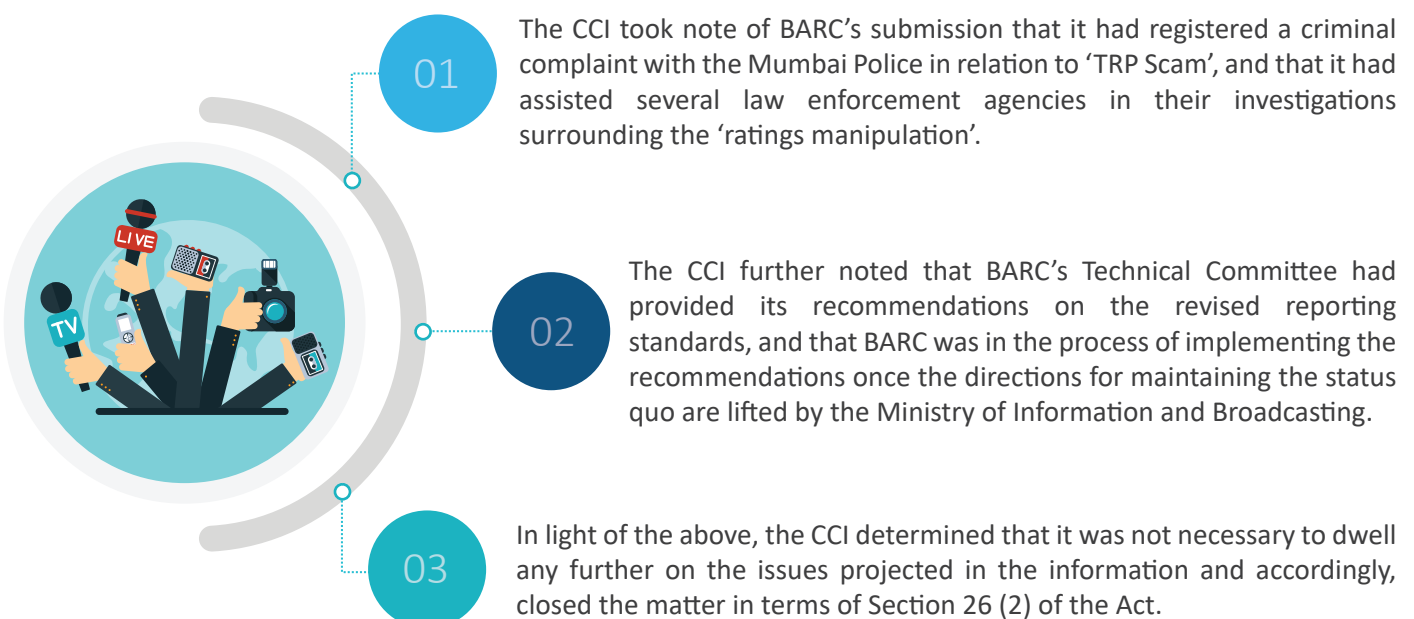 LIVE
TV
01
The CCI took note of BARC’s submission that it had registered a criminal
complaint with the Mumbai Police in relation to ‘TRP Scam’, and that it had
assisted several law enforcement agencies in their investigations
surrounding the ‘ratings manipulation’.
02
The CCI further noted that BARC’s Technical Committee had
provided its recommendations on the revised reporting
standards, and that BARC was in the process of implementing the
recommendations once the directions for maintaining the status
quo are lifted by the Ministry of Information and Broadcasting.
03
In light of the above, the CCI determined that it was not necessary to dwell
any further on the issues projected in the information and accordingly,
closed the matter in terms of Section 26 (2) of the Act.